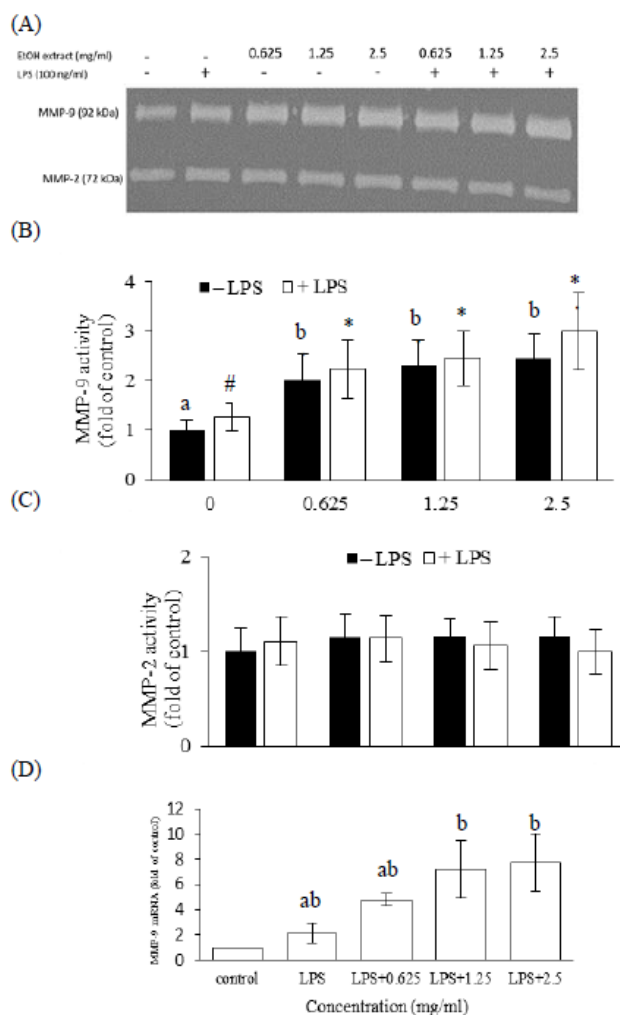 (A)
EtOH extract (mg/ml) - - 0.625 1.25 2.5 0.625 1.25 2.5
LPS (100 ng/ml) - + - - - + + +
MMP-9 (92 kDa)
MMP-2 (72 kDa)
(B)
MMP-9 activity
(fold of control)
4
3
2
1
0
−LPS + LPS
a # b * b * b *
0 0.625 1.25 2.5
(C)
MMP-2 activity
(fold of control)
2
1
0
−LPS + LPS
(D)
MMP-9 mRNA (fold of control)
12
10
8
6
4
2
0
ab ab b b
control LPS LPS+0.625 LPS+1.25 LPS+2.5
Concentration (mg/ml)